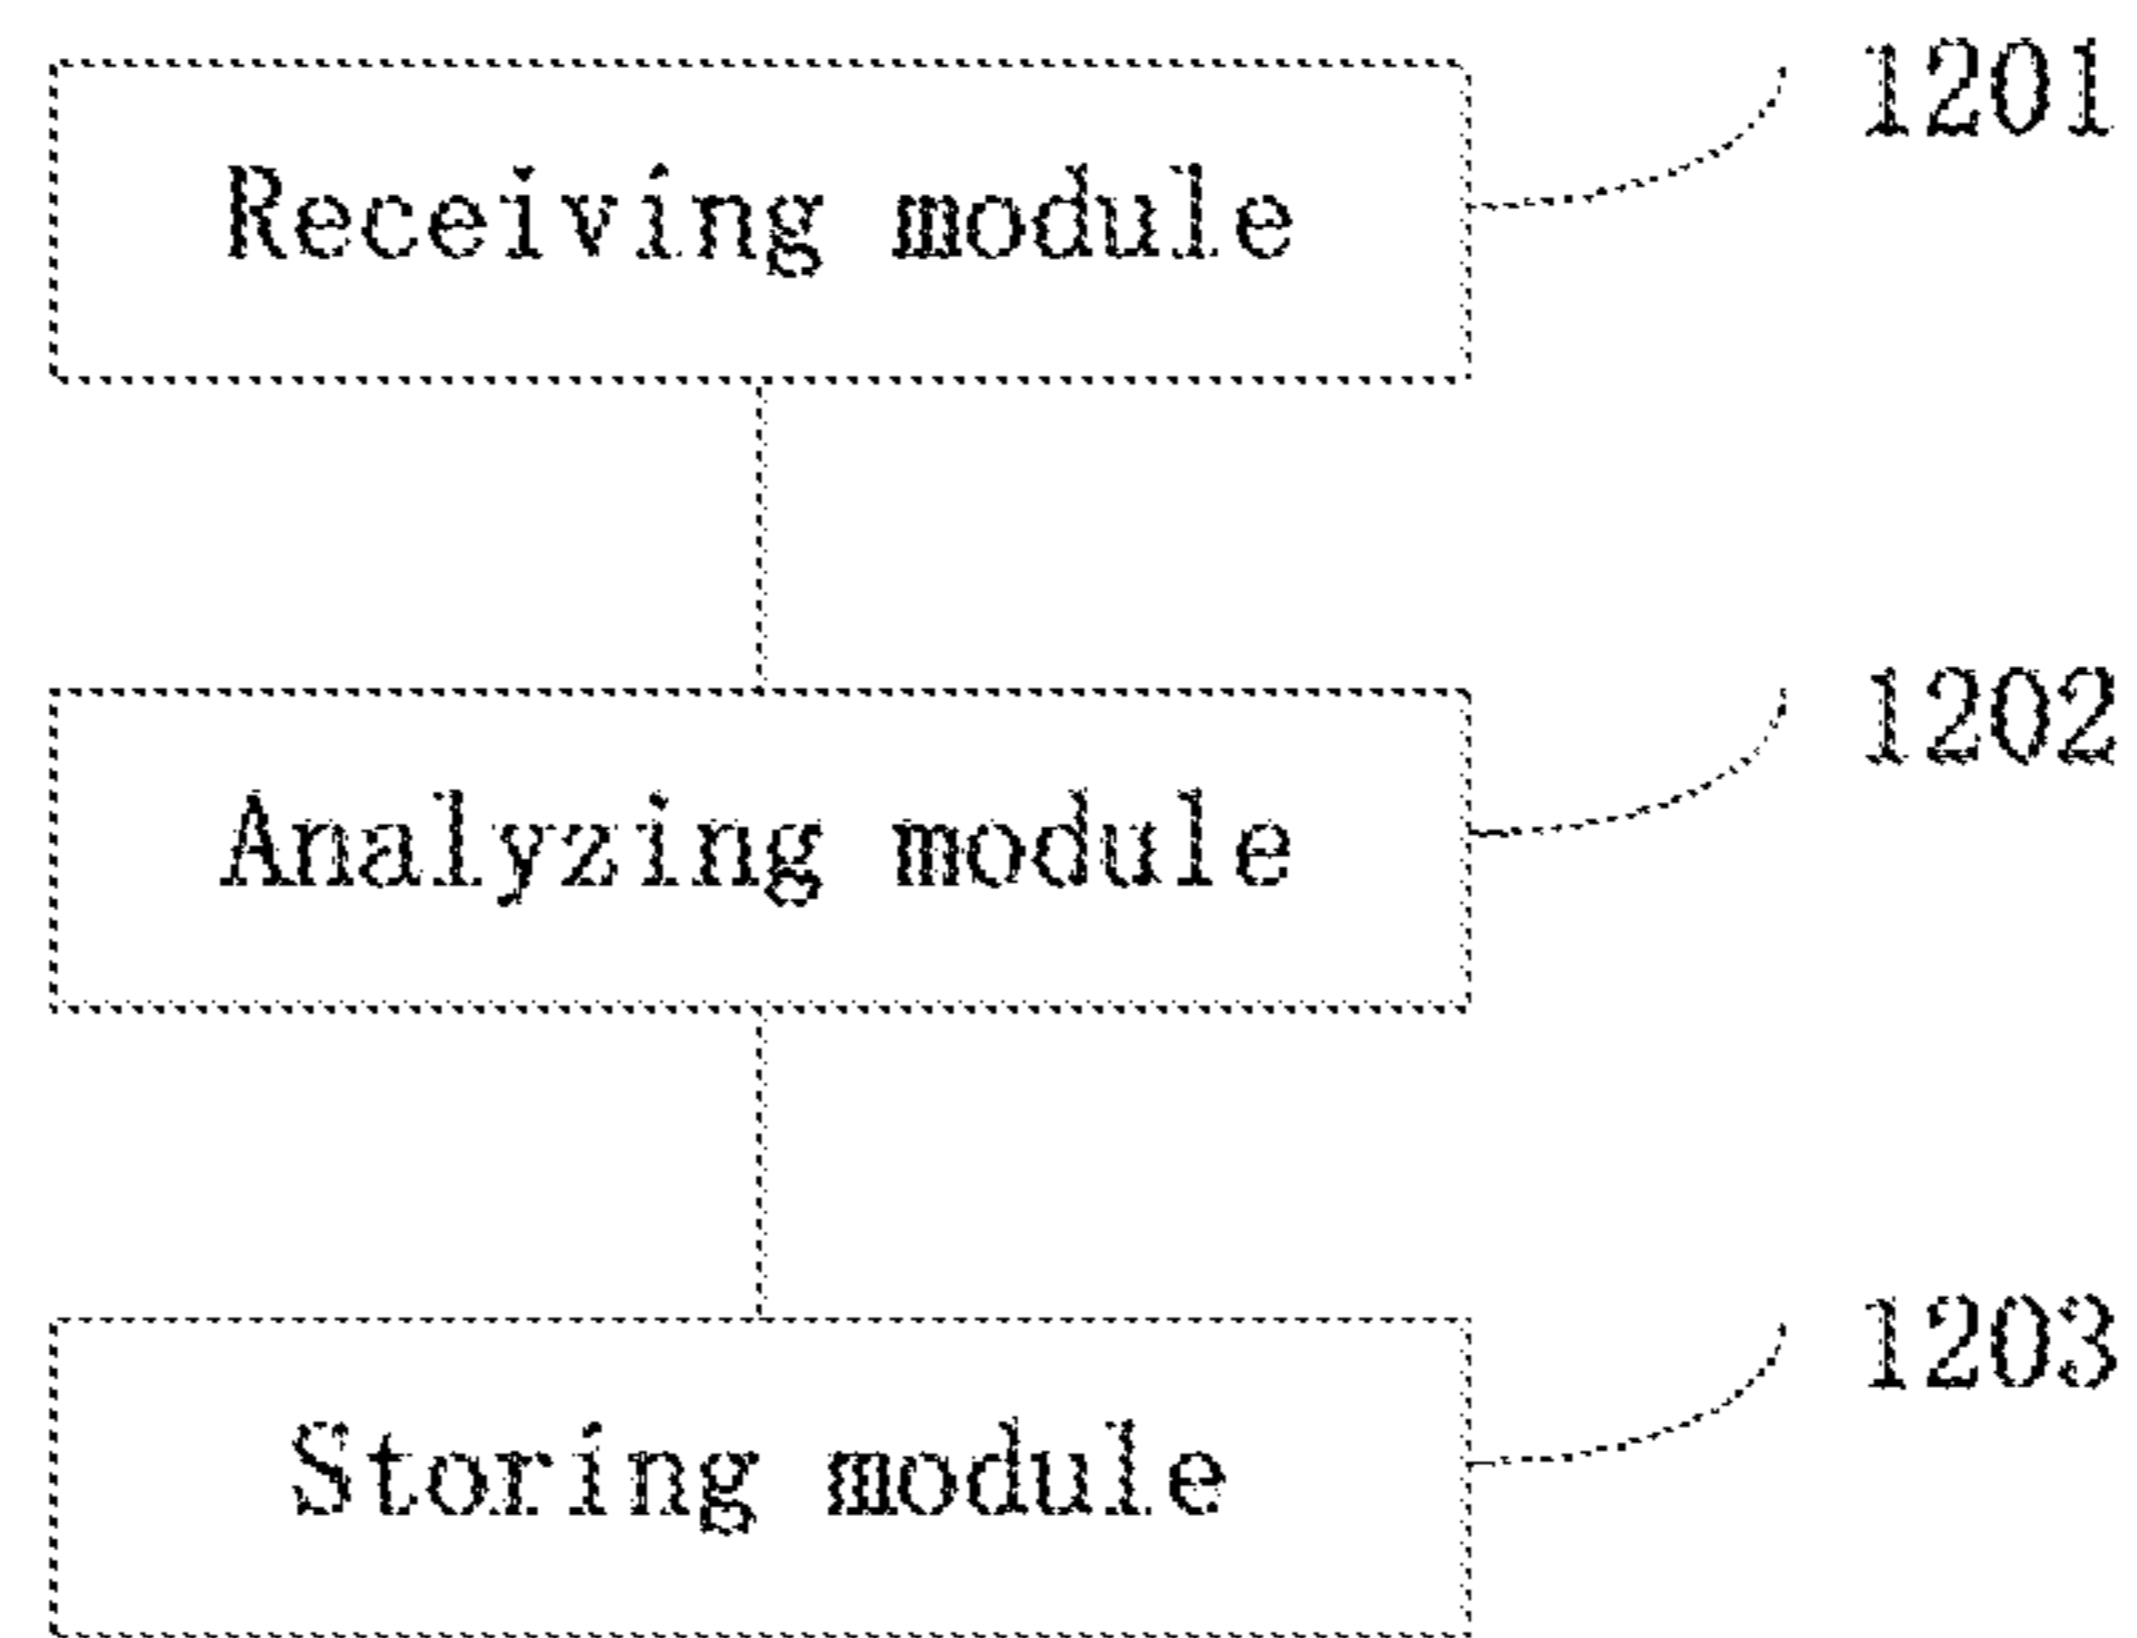 1201
Receiving module
1202
Analyzing module
1203
Storing module